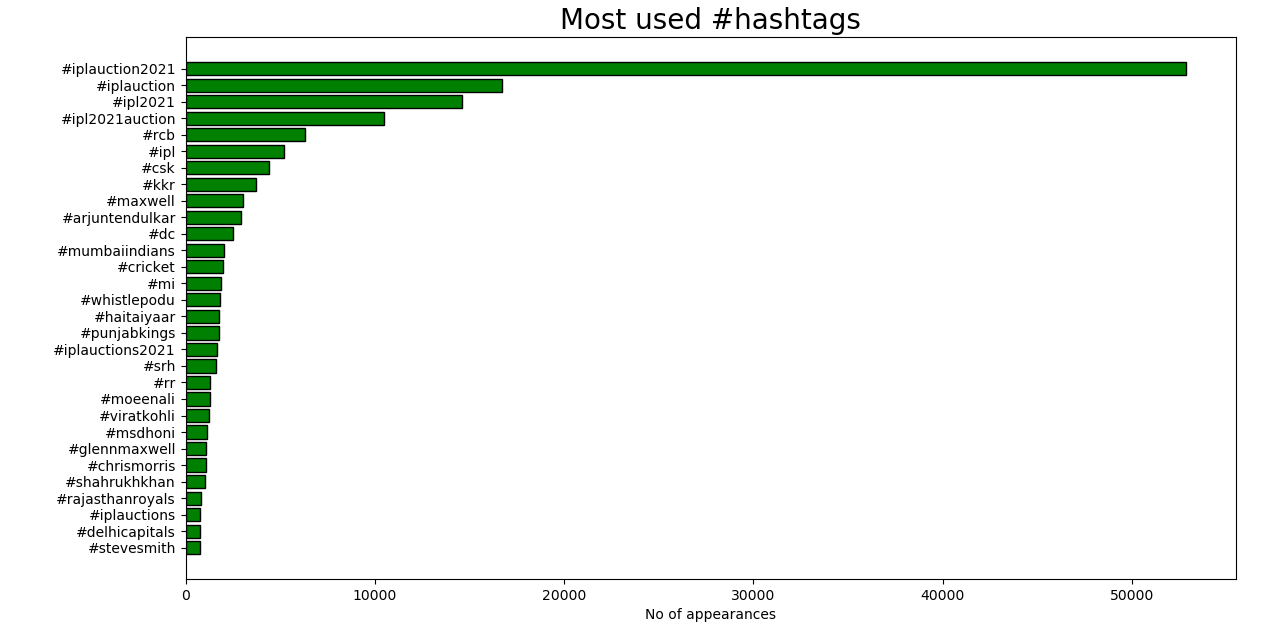 Most used #hashtags
#iplauction2021
#iplauction
#ipl2021
#ipl2021auction
#rcb
#ipl
#csk
#kkr
#maxwell
#arjuntendulkar
#dc
#mumbaiindians
#cricket
#mi
#whistlepodu
#haitaiyaar
#punjabkings
#iplauctions2021
#srh
#rr
#moeenali
#viratkohli
#msdhoni
#glennmaxwell
#chrismorris
#shahrukhkhan
#rajasthanroyals
#iplauctions
#delhicapitals
#stevesmith
0 10000 20000 30000 40000 50000
No of appearances